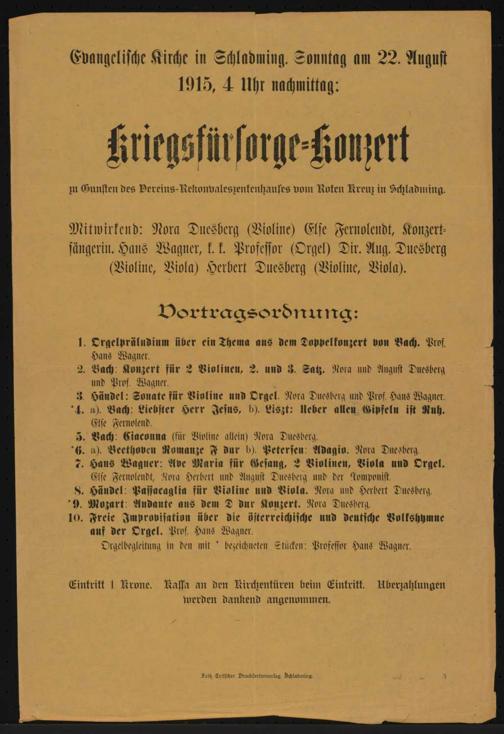 Evangelische Kirche in Schladming. Sonntag am 22. August
1915, 4 Uhr nachmittag:
Kriegsfürsorge=Konzert
zu Gunsten des Vereins-Rekonvaleszentenhauses vom Roten Kreuz in Schladming.
Mitwirkend: Nora Duesberg (Violine) Else Fernolendt, Konzert=
sängerin. Hans Wagner, k. k. Professor (Orgel) Dir. Aug. Duesberg
(Violine, Viola) Herbert Duesberg (Violine, Viola).
Vortragsordnung:
1. Orgelpräludium über ein Thema aus dem Doppelkonzert von Bach. Prof.
Hans Wagner.
2. Bach: Konzert für 2 Violinen, 2. und 3. Satz. Nora und August Duesberg
und Prof. Wagner.
3 Händel: Sonate für Violine und Orgel. Nora Duesberg und Prof. Hans Wagner.
*4. a). Bach: Liebster Herr Jesus, b). Liszt: Ueber allen Gipfeln ist Ruh.
Else Fernolend.
5. Bach: Ciaconna (für Violine allein) Nora Duesberg.
*6. a). Beethoven Romanze F dur b). Petersen: Adagio. Nora Duesberg
7. Hans Wagner: Ave Maria für Gesang, 2 Violinen, Viola und Orgel.
Else Fernolendt, Nora Herbert und August Duesberg und der Komponist.
8. Händel: Passacaglia für Violine und Viola. Nora und Herbert Duesberg.
*9. Mozart: Andante aus dem D dur Konzert. Nora Duesberg.
10. Freie Improvisation über die österreichische und deutsche Volkshymne
auf der Orgel. Prof. Hans Wagner.
Orgelbegleitung in den mit * bezeichneten Stücken: Professor Hans Wagner.
Eintritt 1 Krone. Kassa an den Kirchentüren beim Eintritt. Uberzahlungen
werden dankend angenommen.
Schladming.